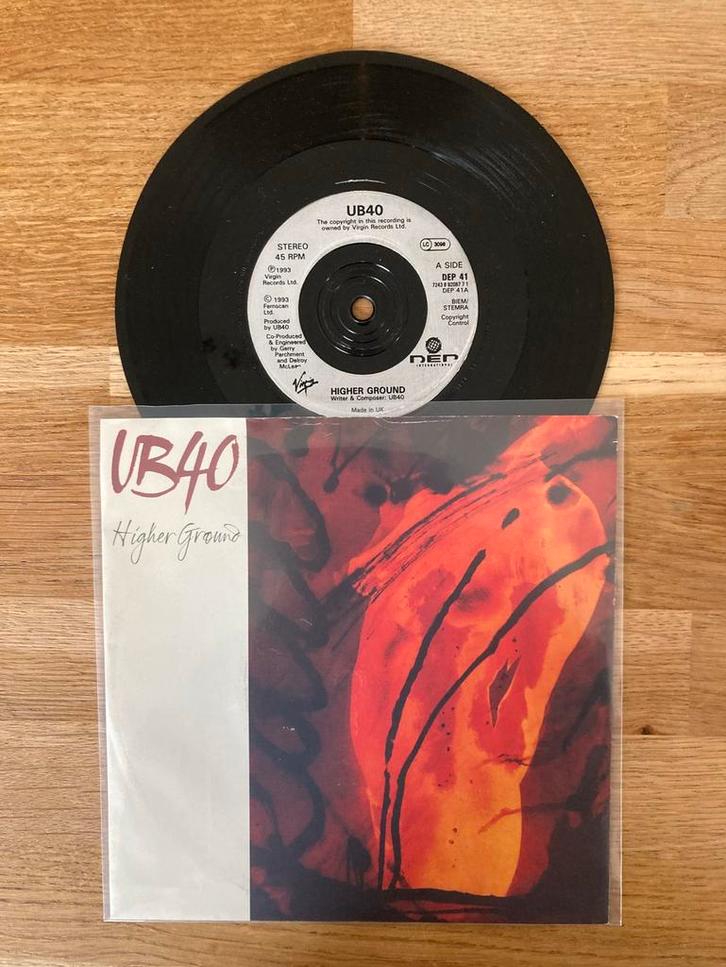 UB40
The copyright in this recording is
owned by Virgin Records Ltd.
STEREO
45 RPM
℗ 1993
Virgin
Records Ltd.
© 1993
Fernscan
Ltd.
Produced
by UB40
Co-Produced
& Engineered
by Gerry
Parchment
and Delroy
McLean
Virgin
LC 3098
A SIDE
DEP 41
DEP 41A
BIEM/
STEMRA
Copyright
Control
DEP
INTERNATIONAL
HIGHER GROUND
Writer & Composer: UB40
Made in UK
UB40
Higher Ground